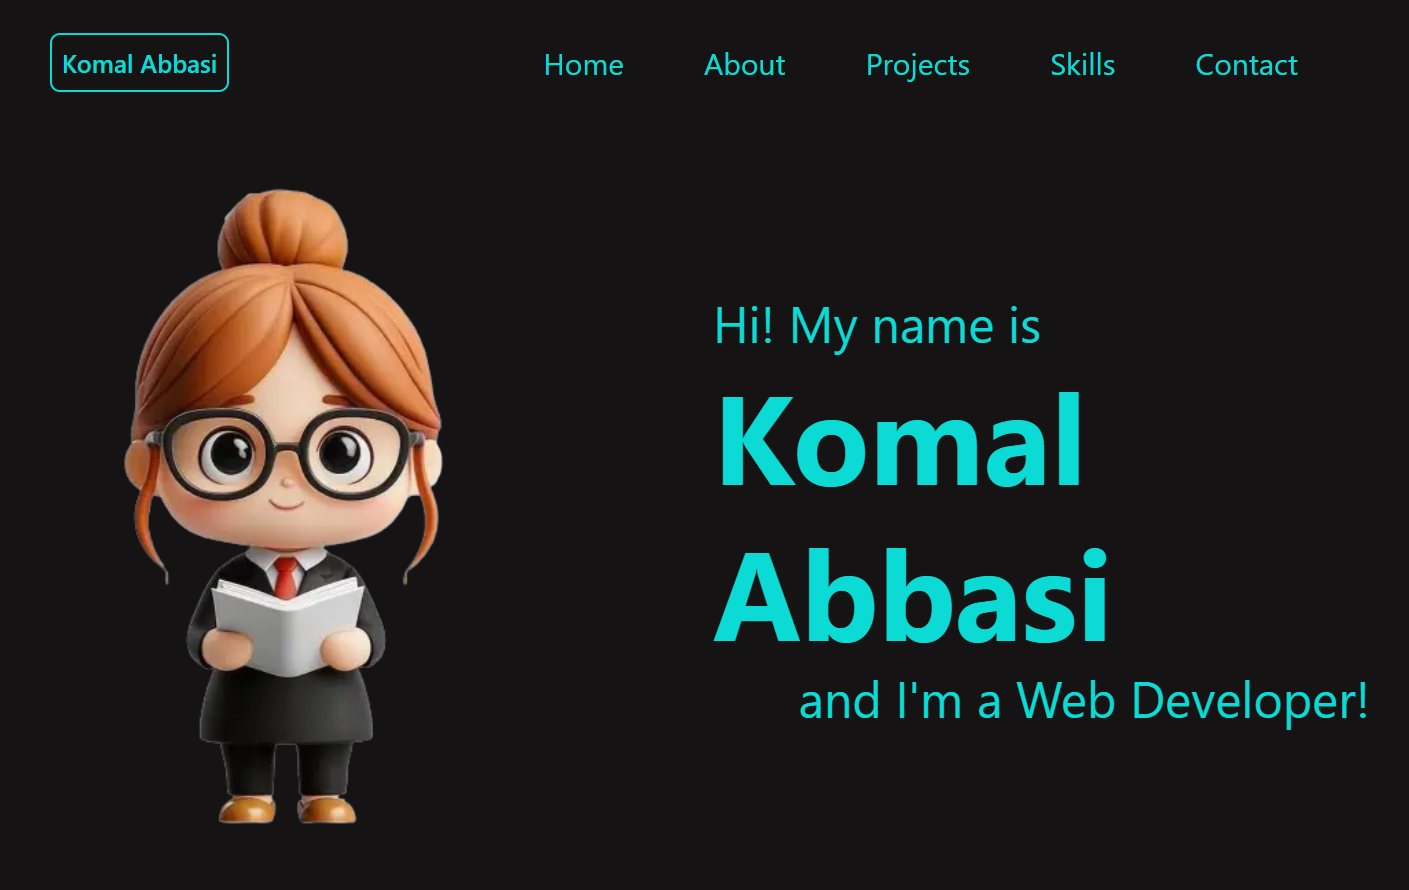 Komal Abbasi
Home About Projects Skills Contact
Hi! My name is
Komal
Abbasi
and I'm a Web Developer!